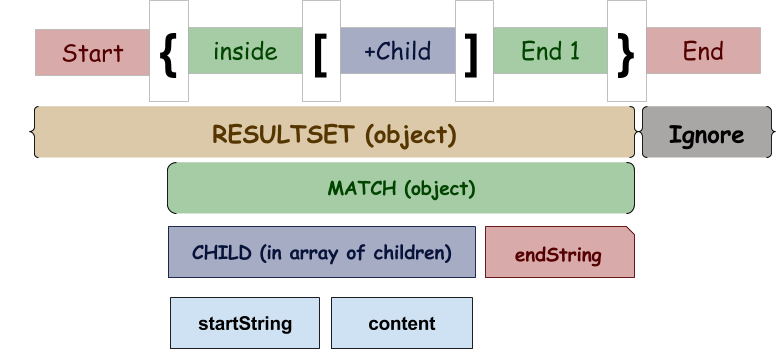 Start { inside [ +Child ] End 1 } End
RESULTSET (object) Ignore
MATCH (object)
CHILD (in array of children) endString
startString content